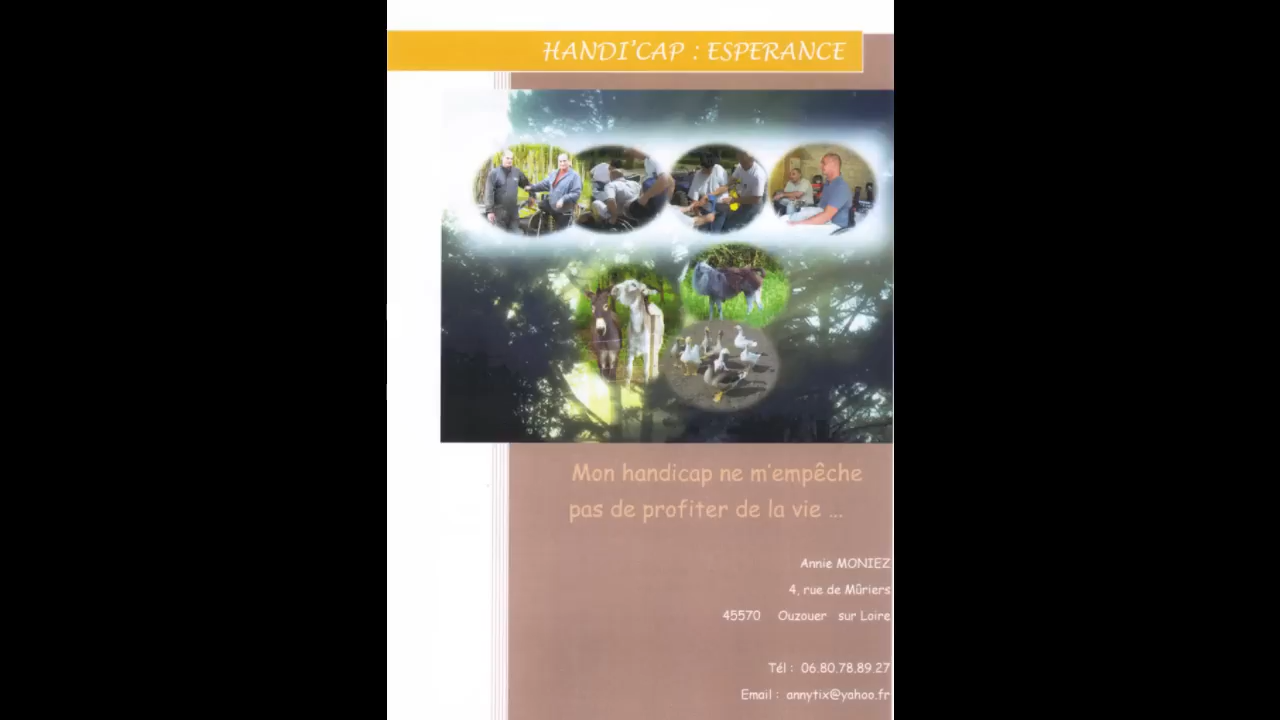 HANDI'CAP : ESPERANCE
Mon handicap ne m'empêche
pas de profiter de la vie ...
Annie MONIEZ
4, rue de Mûriers
45570 Ouzouer sur Loire
Tél : 06.80.78.89.27
Email : annytix@yahoo.fr